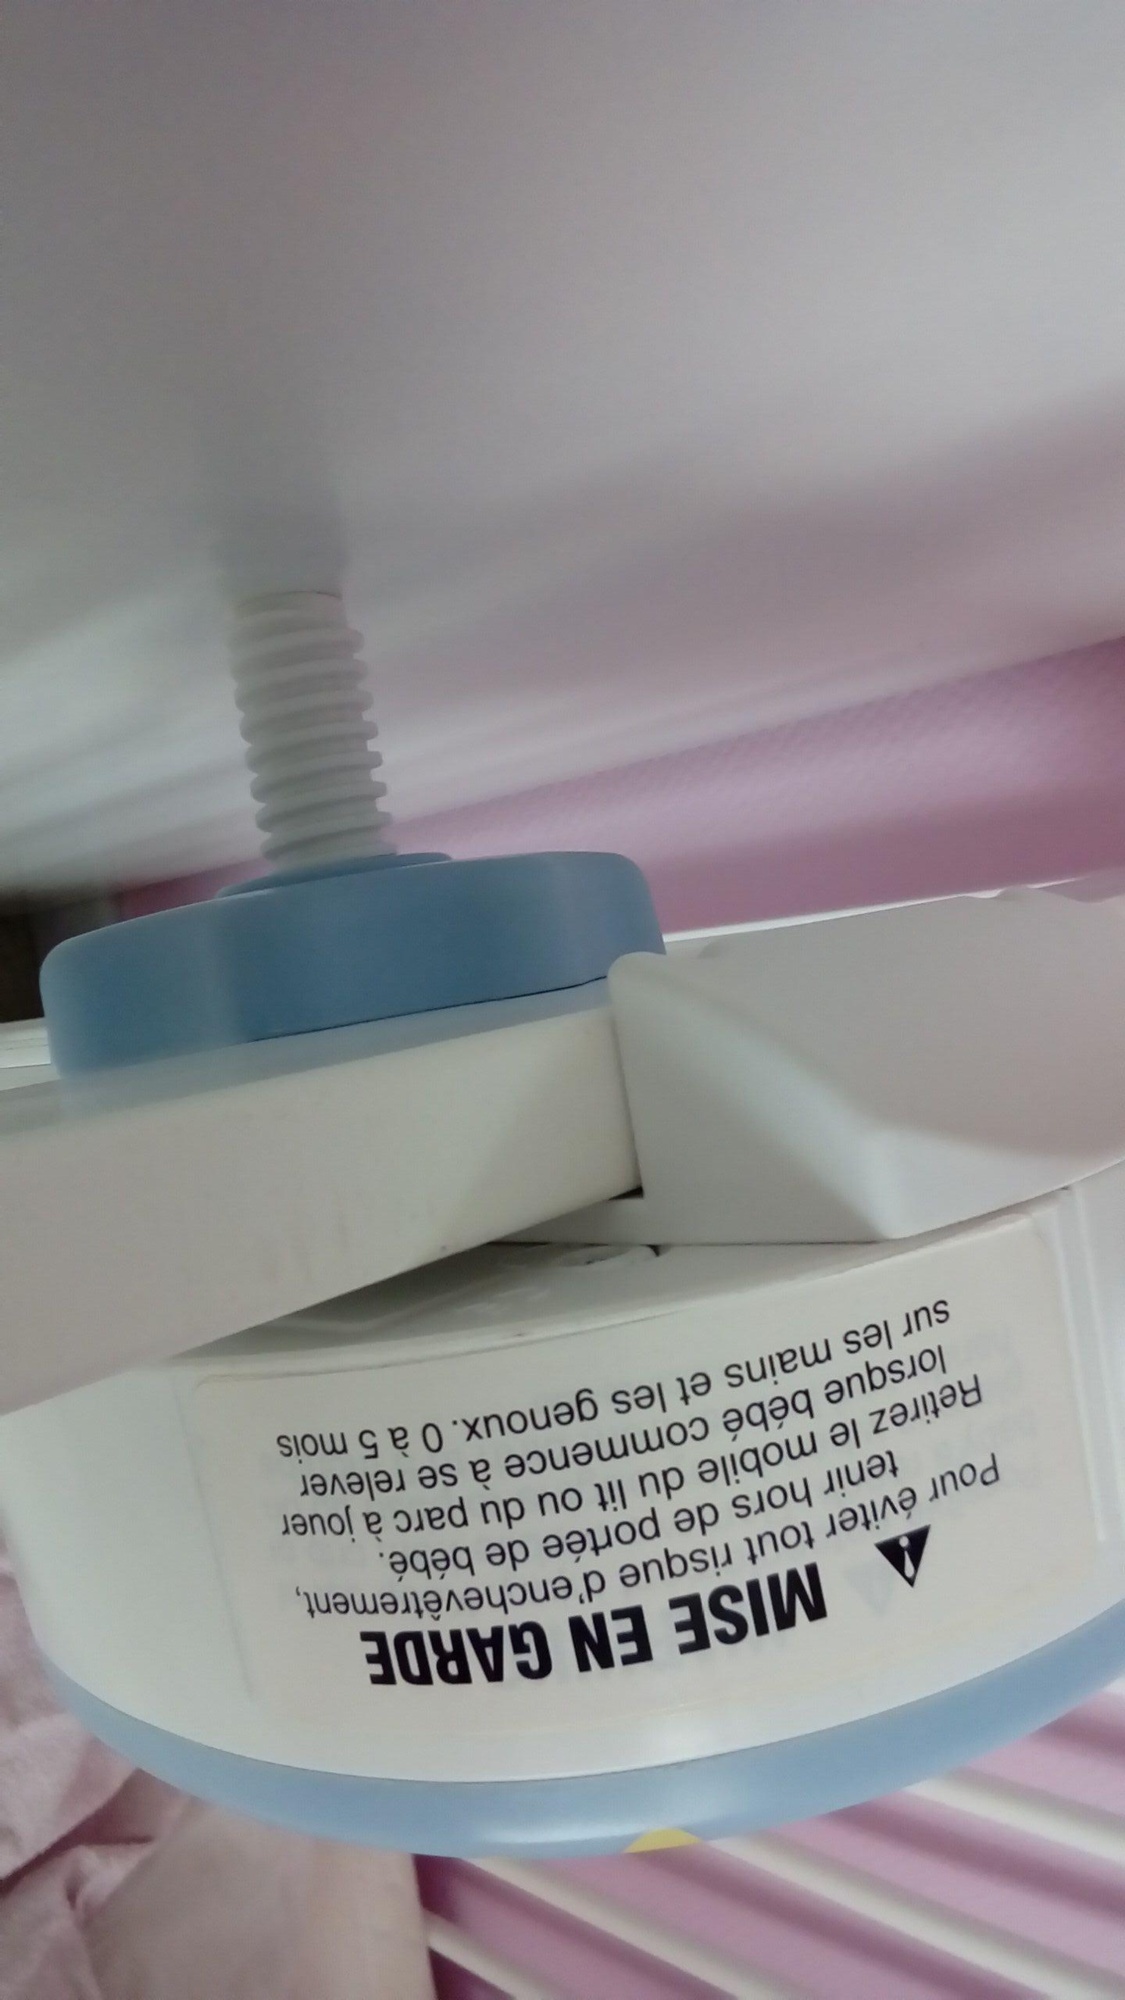 MISE EN GARDE
Pour éviter tout risque d'enchevêtrement,
tenir hors de portée de bébé.
Retirez le mobile du lit ou du parc à jouer
lorsque bébé commence à se relever
sur les mains et les genoux. 0 à 5 mois